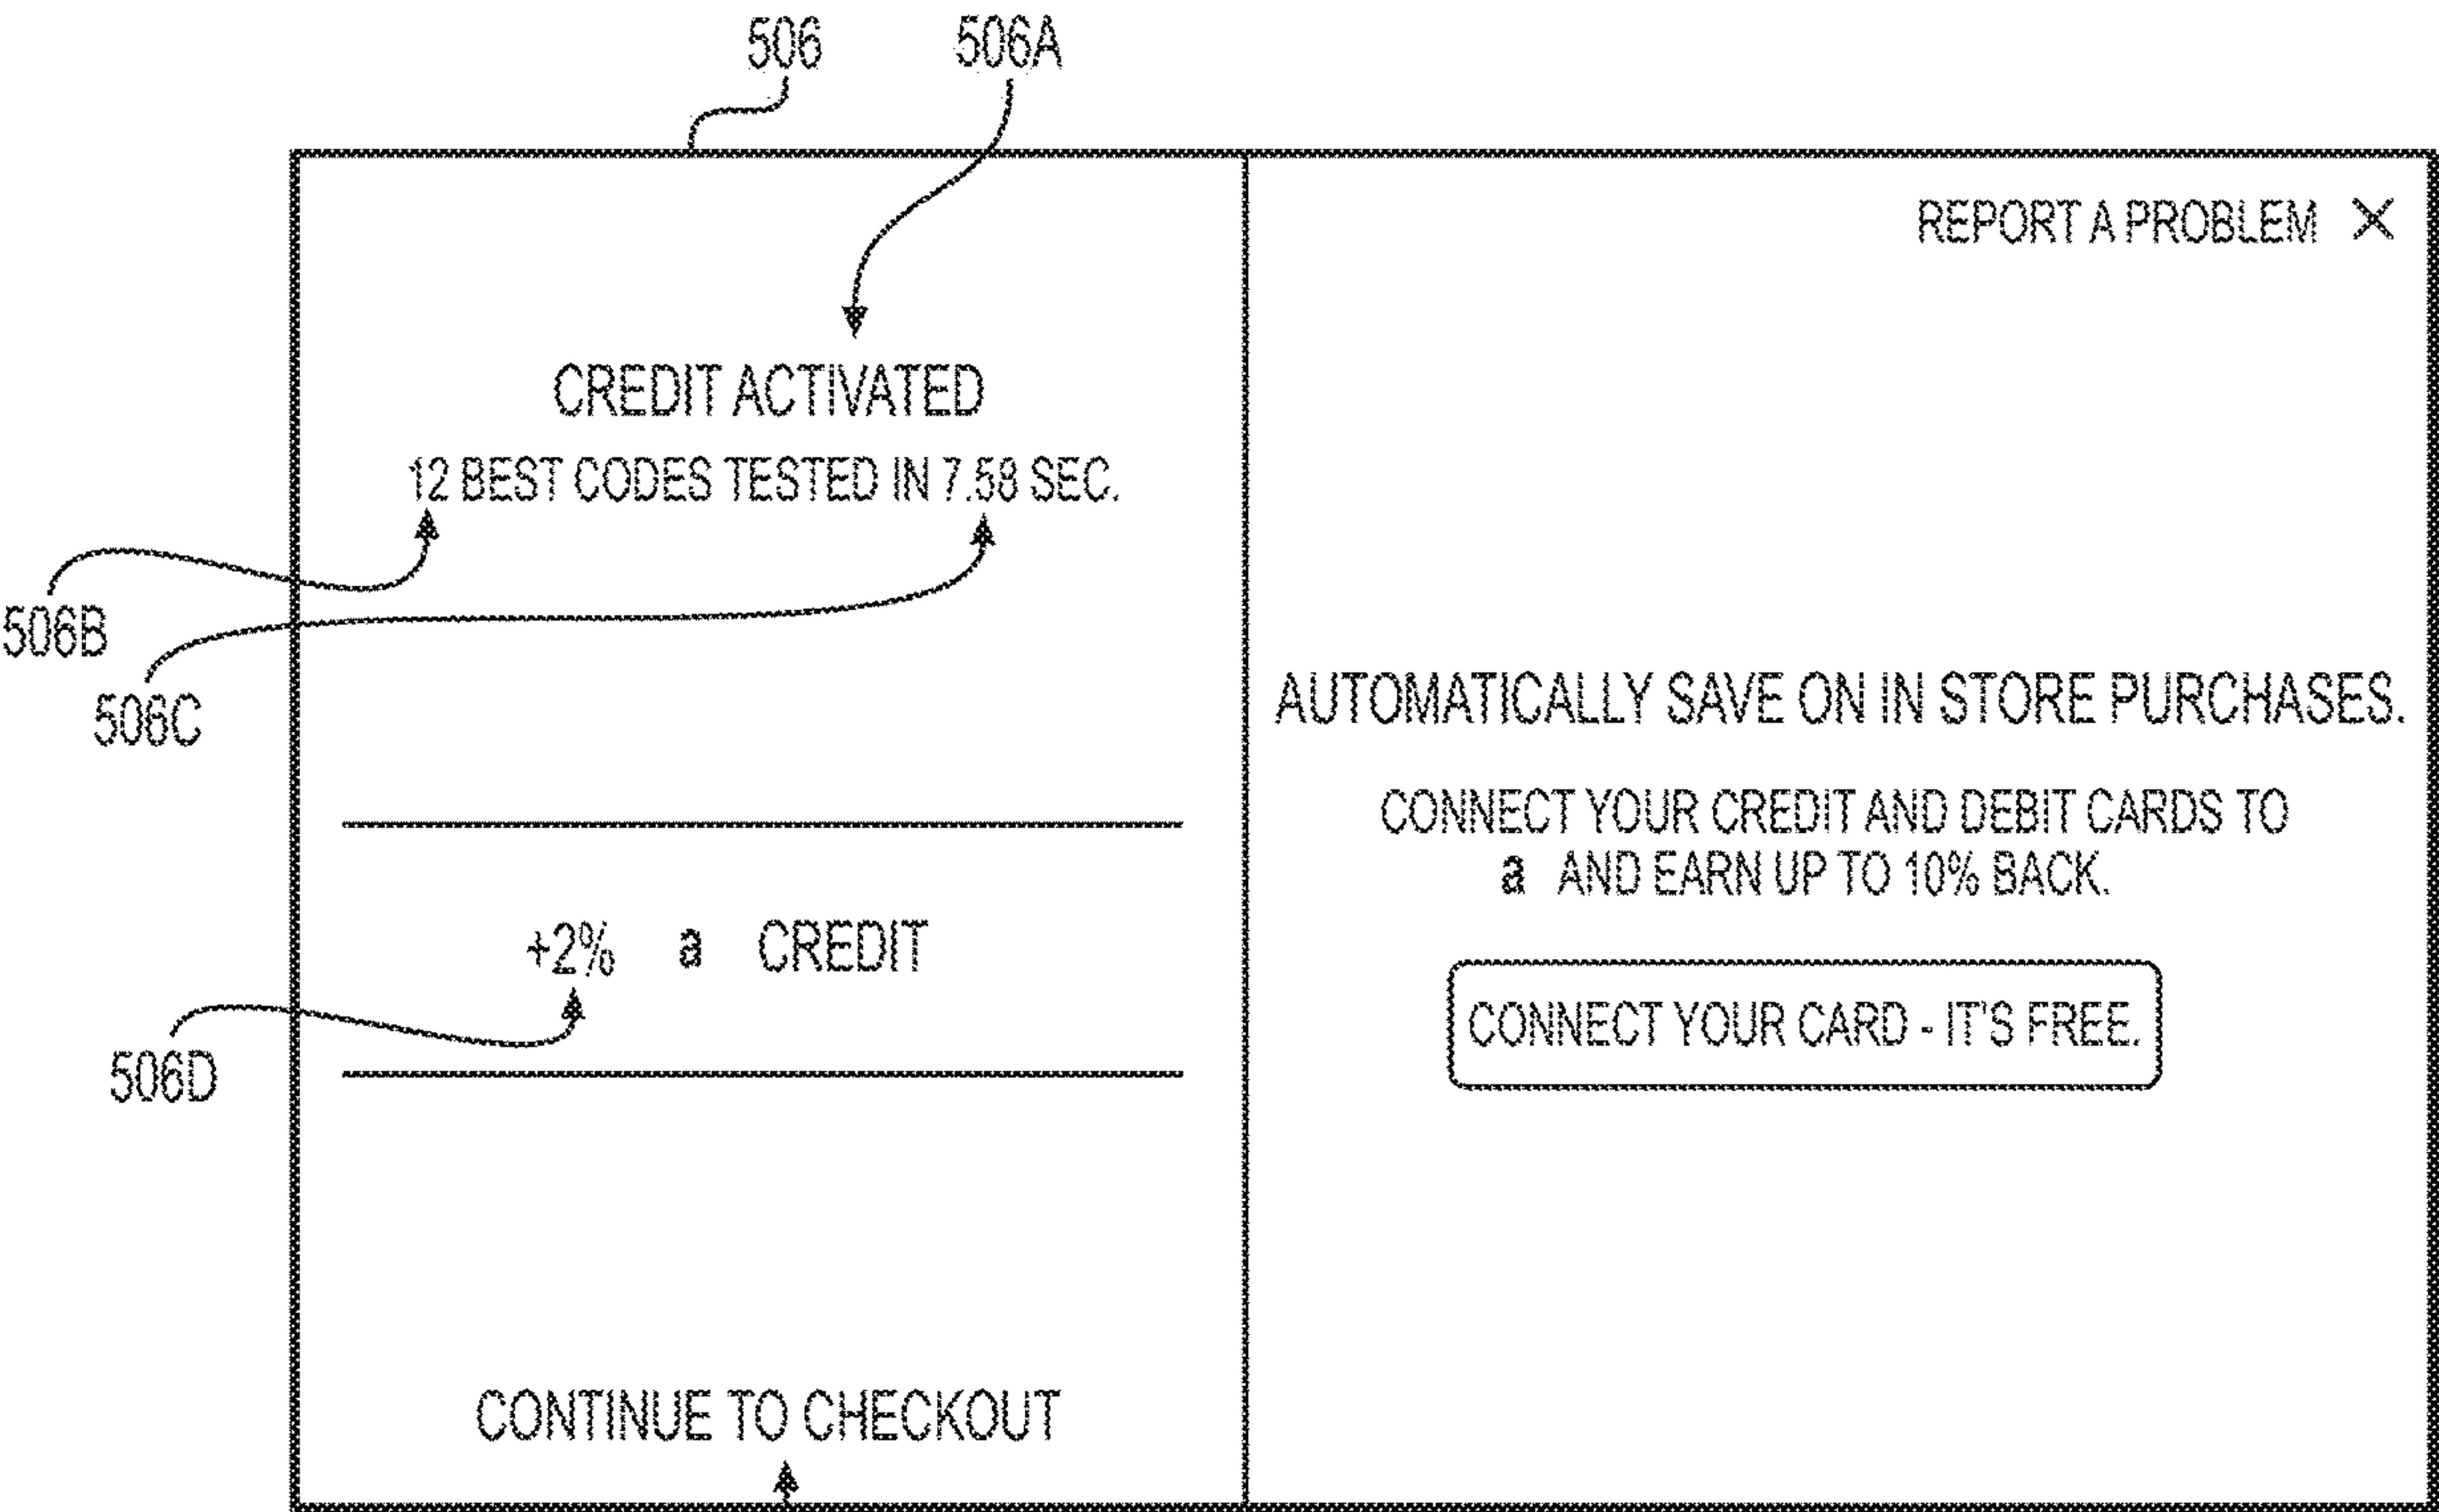 506 506A
REPORT A PROBLEM X
CREDIT ACTIVATED
12 BEST CODES TESTED IN 7.58 SEC.
506B
506C
+2% a CREDIT
506D
CONTINUE TO CHECKOUT
AUTOMATICALLY SAVE ON IN STORE PURCHASES.
CONNECT YOUR CREDIT AND DEBIT CARDS TO
a AND EARN UP TO 10% BACK.
CONNECT YOUR CARD - IT'S FREE.